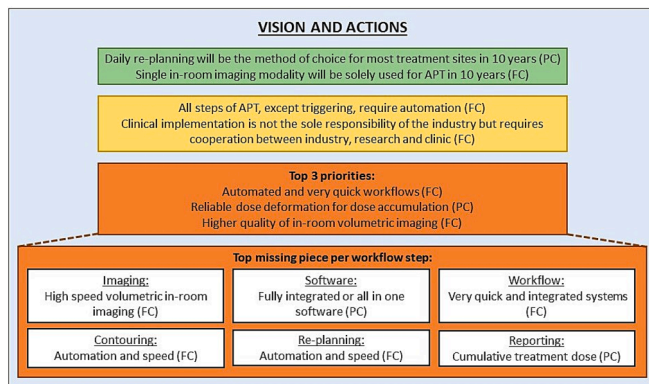 VISION AND ACTIONS
Daily re-planning will be the method of choice for most treatment sites in 10 years (PC)
Single in-room imaging modality will be solely used for APT in 10 years (FC)
All steps of APT, except triggering, require automation (FC)
Clinical implementation is not the sole responsibility of the industry but requires
cooperation between industry, research and clinic (FC)
Top 3 priorities:
Automated and very quick workflows (FC)
Reliable dose deformation for dose accumulation (PC)
Higher quality of in-room volumetric imaging (FC)
Top missing piece per workflow step:
Imaging:
High speed volumetric in-room
imaging (FC)
Software:
Fully integrated or all in one
software (PC)
Workflow:
Very quick and integrated systems
(FC)
Contouring:
Automation and speed (FC)
Re-planning:
Automation and speed (FC)
Reporting:
Cumulative treatment dose (PC)